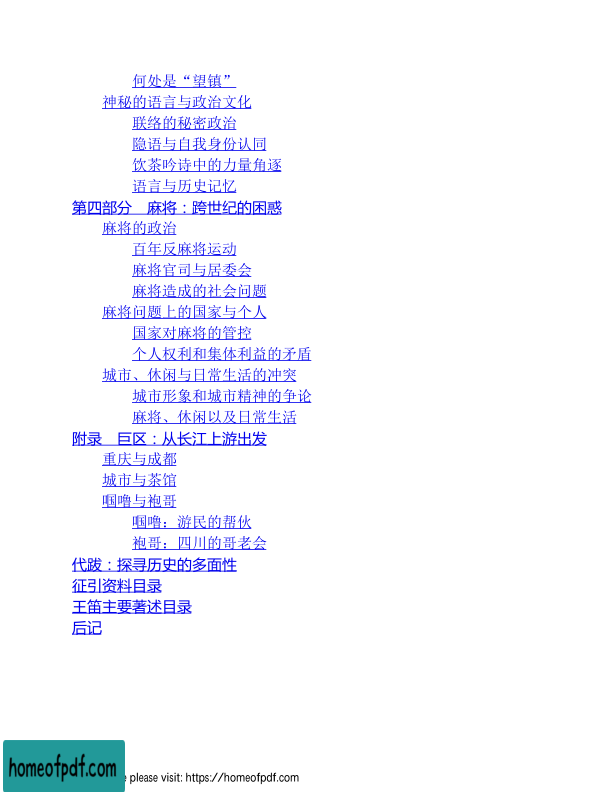 何处是“望镇”
神秘的语言与政治文化
联络的秘密政治
隐语与自我身份认同
饮茶吟诗中的力量角逐
语言与历史记忆
第四部分　麻将：跨世纪的困惑
麻将的政治
百年反麻将运动
麻将官司与居委会
麻将造成的社会问题
麻将问题上的国家与个人
国家对麻将的管控
个人权利和集体利益的矛盾
城市、休闲与日常生活的冲突
城市形象和城市精神的争论
麻将、休闲以及日常生活
附录　巨区：从长江上游出发
重庆与成都
城市与茶馆
啯噜与袍哥
啯噜：游民的帮伙
袍哥：四川的哥老会
代跋：探寻历史的多面性
征引资料目录
王笛主要著述目录
后记
homeofpdf.com
e please visit: https://homeofpdf.com